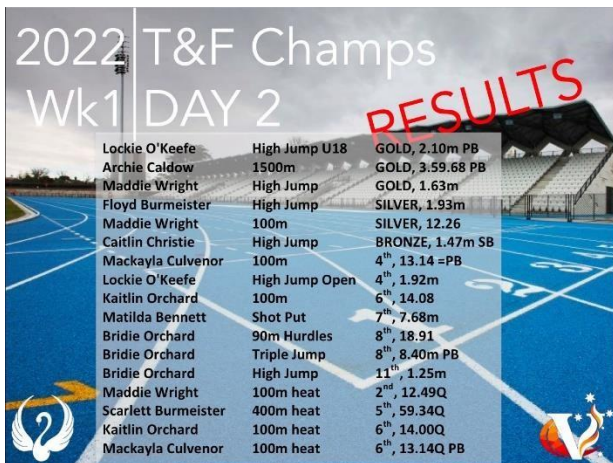 2022 T&F Champs
Wk1 DAY 2
RESULTS
Lockie O'Keefe High Jump U18 GOLD, 2.10m PB
Archie Caldow 1500m GOLD, 3.59.68 PB
Maddie Wright High Jump GOLD, 1.63m
Floyd Burmeister High Jump SILVER, 1.93m
Maddie Wright 100m SILVER, 12.26
Caitlin Christie High Jump BRONZE, 1.47m SB
Mackayla Culvenor 100m 4th, 13.14 =PB
Lockie O'Keefe High Jump Open 4th, 1.92m
Kaitlin Orchard 100m 6th, 14.08
Matilda Bennett Shot Put 7th, 7.68m
Bridie Orchard 90m Hurdles 8th, 18.91
Bridie Orchard Triple Jump 8th, 8.40m PB
Bridie Orchard High Jump 11th, 1.25m
Maddie Wright 100m heat 2nd, 12.49Q
Scarlett Burmeister 400m heat 5th, 59.34Q
Kaitlin Orchard 100m heat 6th, 14.00Q
Mackayla Culvenor 100m heat 6th, 13.14Q PB